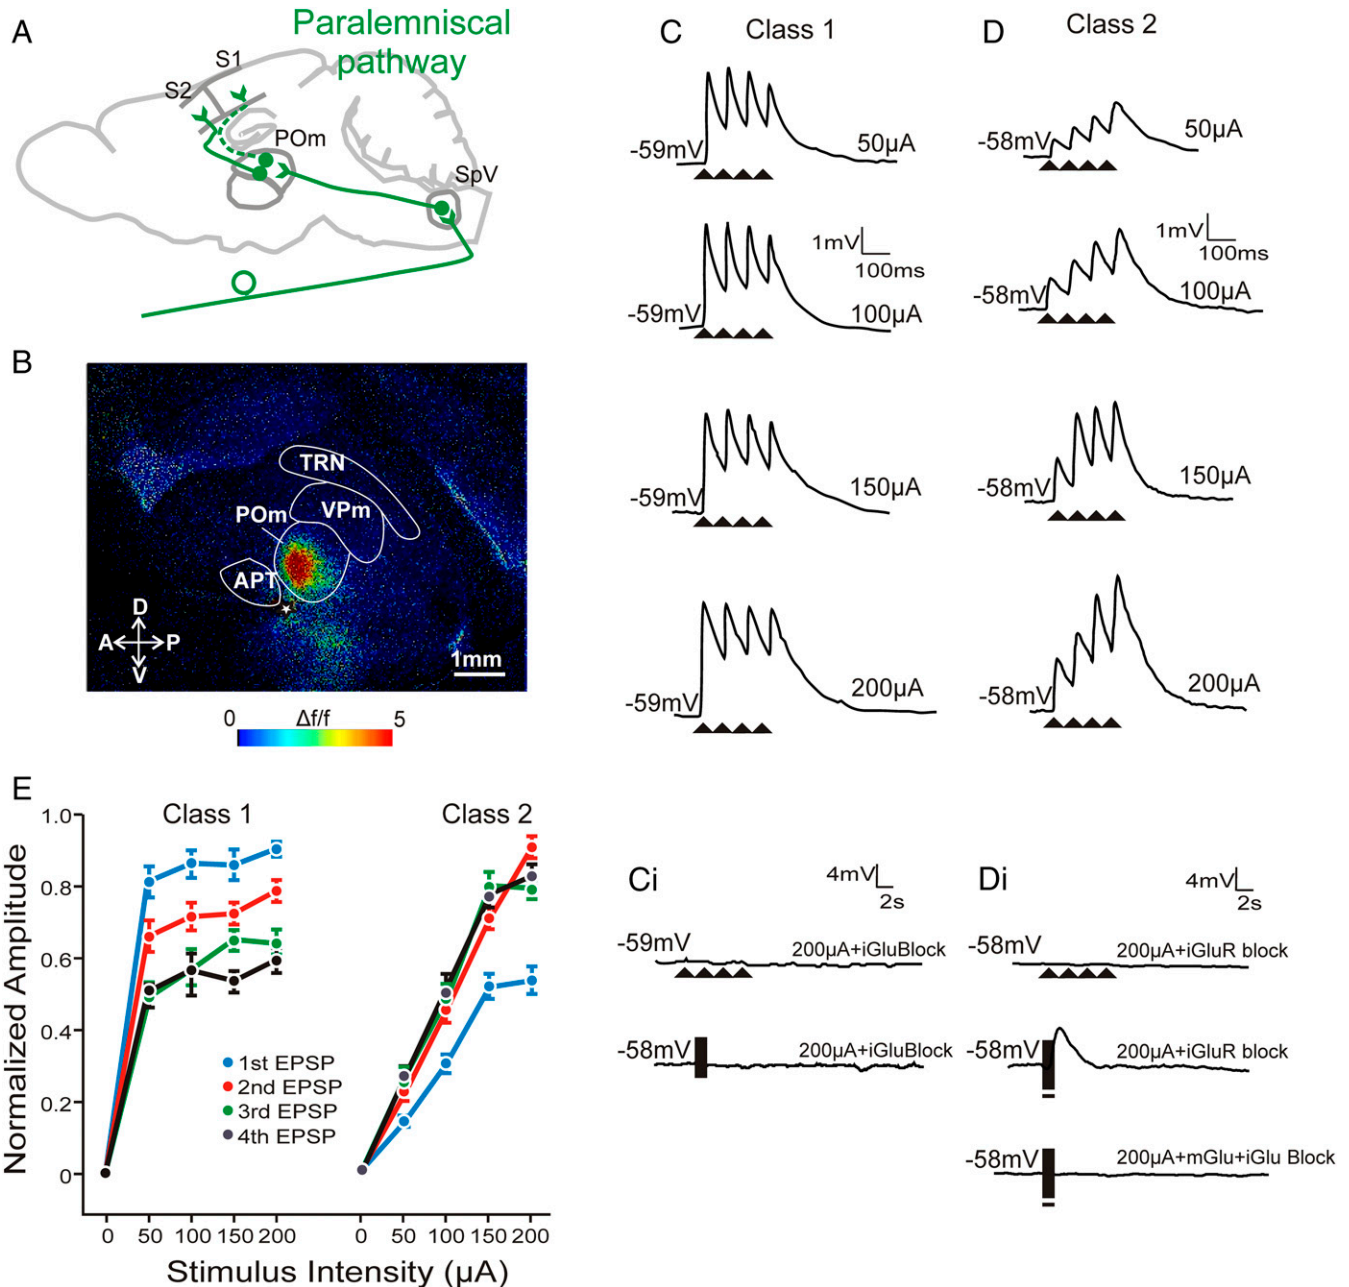 A
Paralemniscal
pathway
S1
S2
POm
SpV
B
TRN
VPm
POm
APT
D
A P
V
1mm
0 Δf/f 5
C Class 1
-59mV 50µA
1mV
100ms
-59mV 100µA
-59mV 150µA
-59mV 200µA
D Class 2
-58mV 50µA
1mV
100ms
-58mV 100µA
-58mV 150µA
-58mV 200µA
E
Class 1 Class 2
Normalized Amplitude
1.0
0.8
0.6
0.4
0.2
0
1st EPSP
2nd EPSP
3rd EPSP
4th EPSP
0 50 100 150 200 0 50 100 150 200
Stimulus Intensity (µA)
Ci
4mV
2s
-59mV 200µA+iGluBlock
-58mV 200µA+iGluBlock
Di
4mV
2s
-58mV 200µA+iGluR block
-58mV 200µA+iGluR block
-58mV 200µA+mGlu+iGlu Block